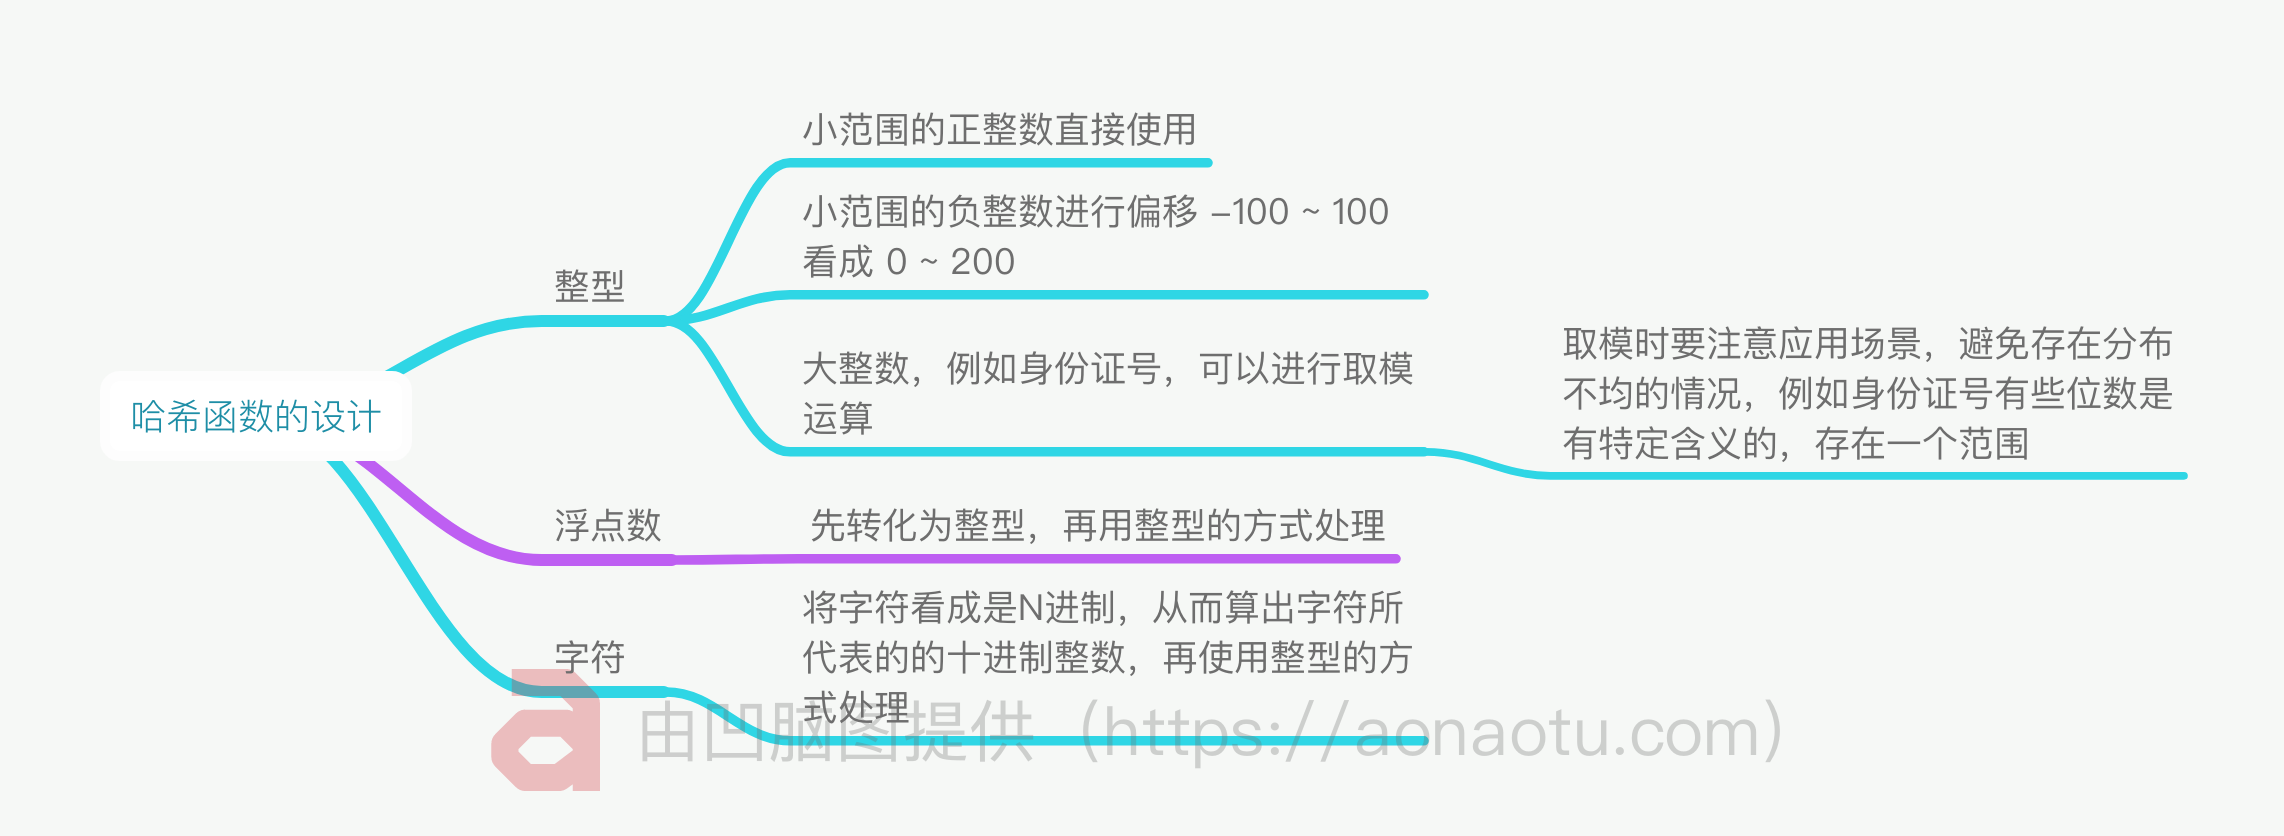 哈希函数的设计
整型
小范围的正整数直接使用
小范围的负整数进行偏移 -100 ~ 100
看成 0 ~ 200
大整数，例如身份证号，可以进行取模
运算
取模时要注意应用场景，避免存在分布
不均的情况，例如身份证号有些位数是
有特定含义的，存在一个范围
浮点数
先转化为整型，再用整型的方式处理
字符
将字符看成是N进制，从而算出字符所
代表的的十进制整数，再使用整型的方
式处理
由凹脑图提供（https://aonaotu.com）